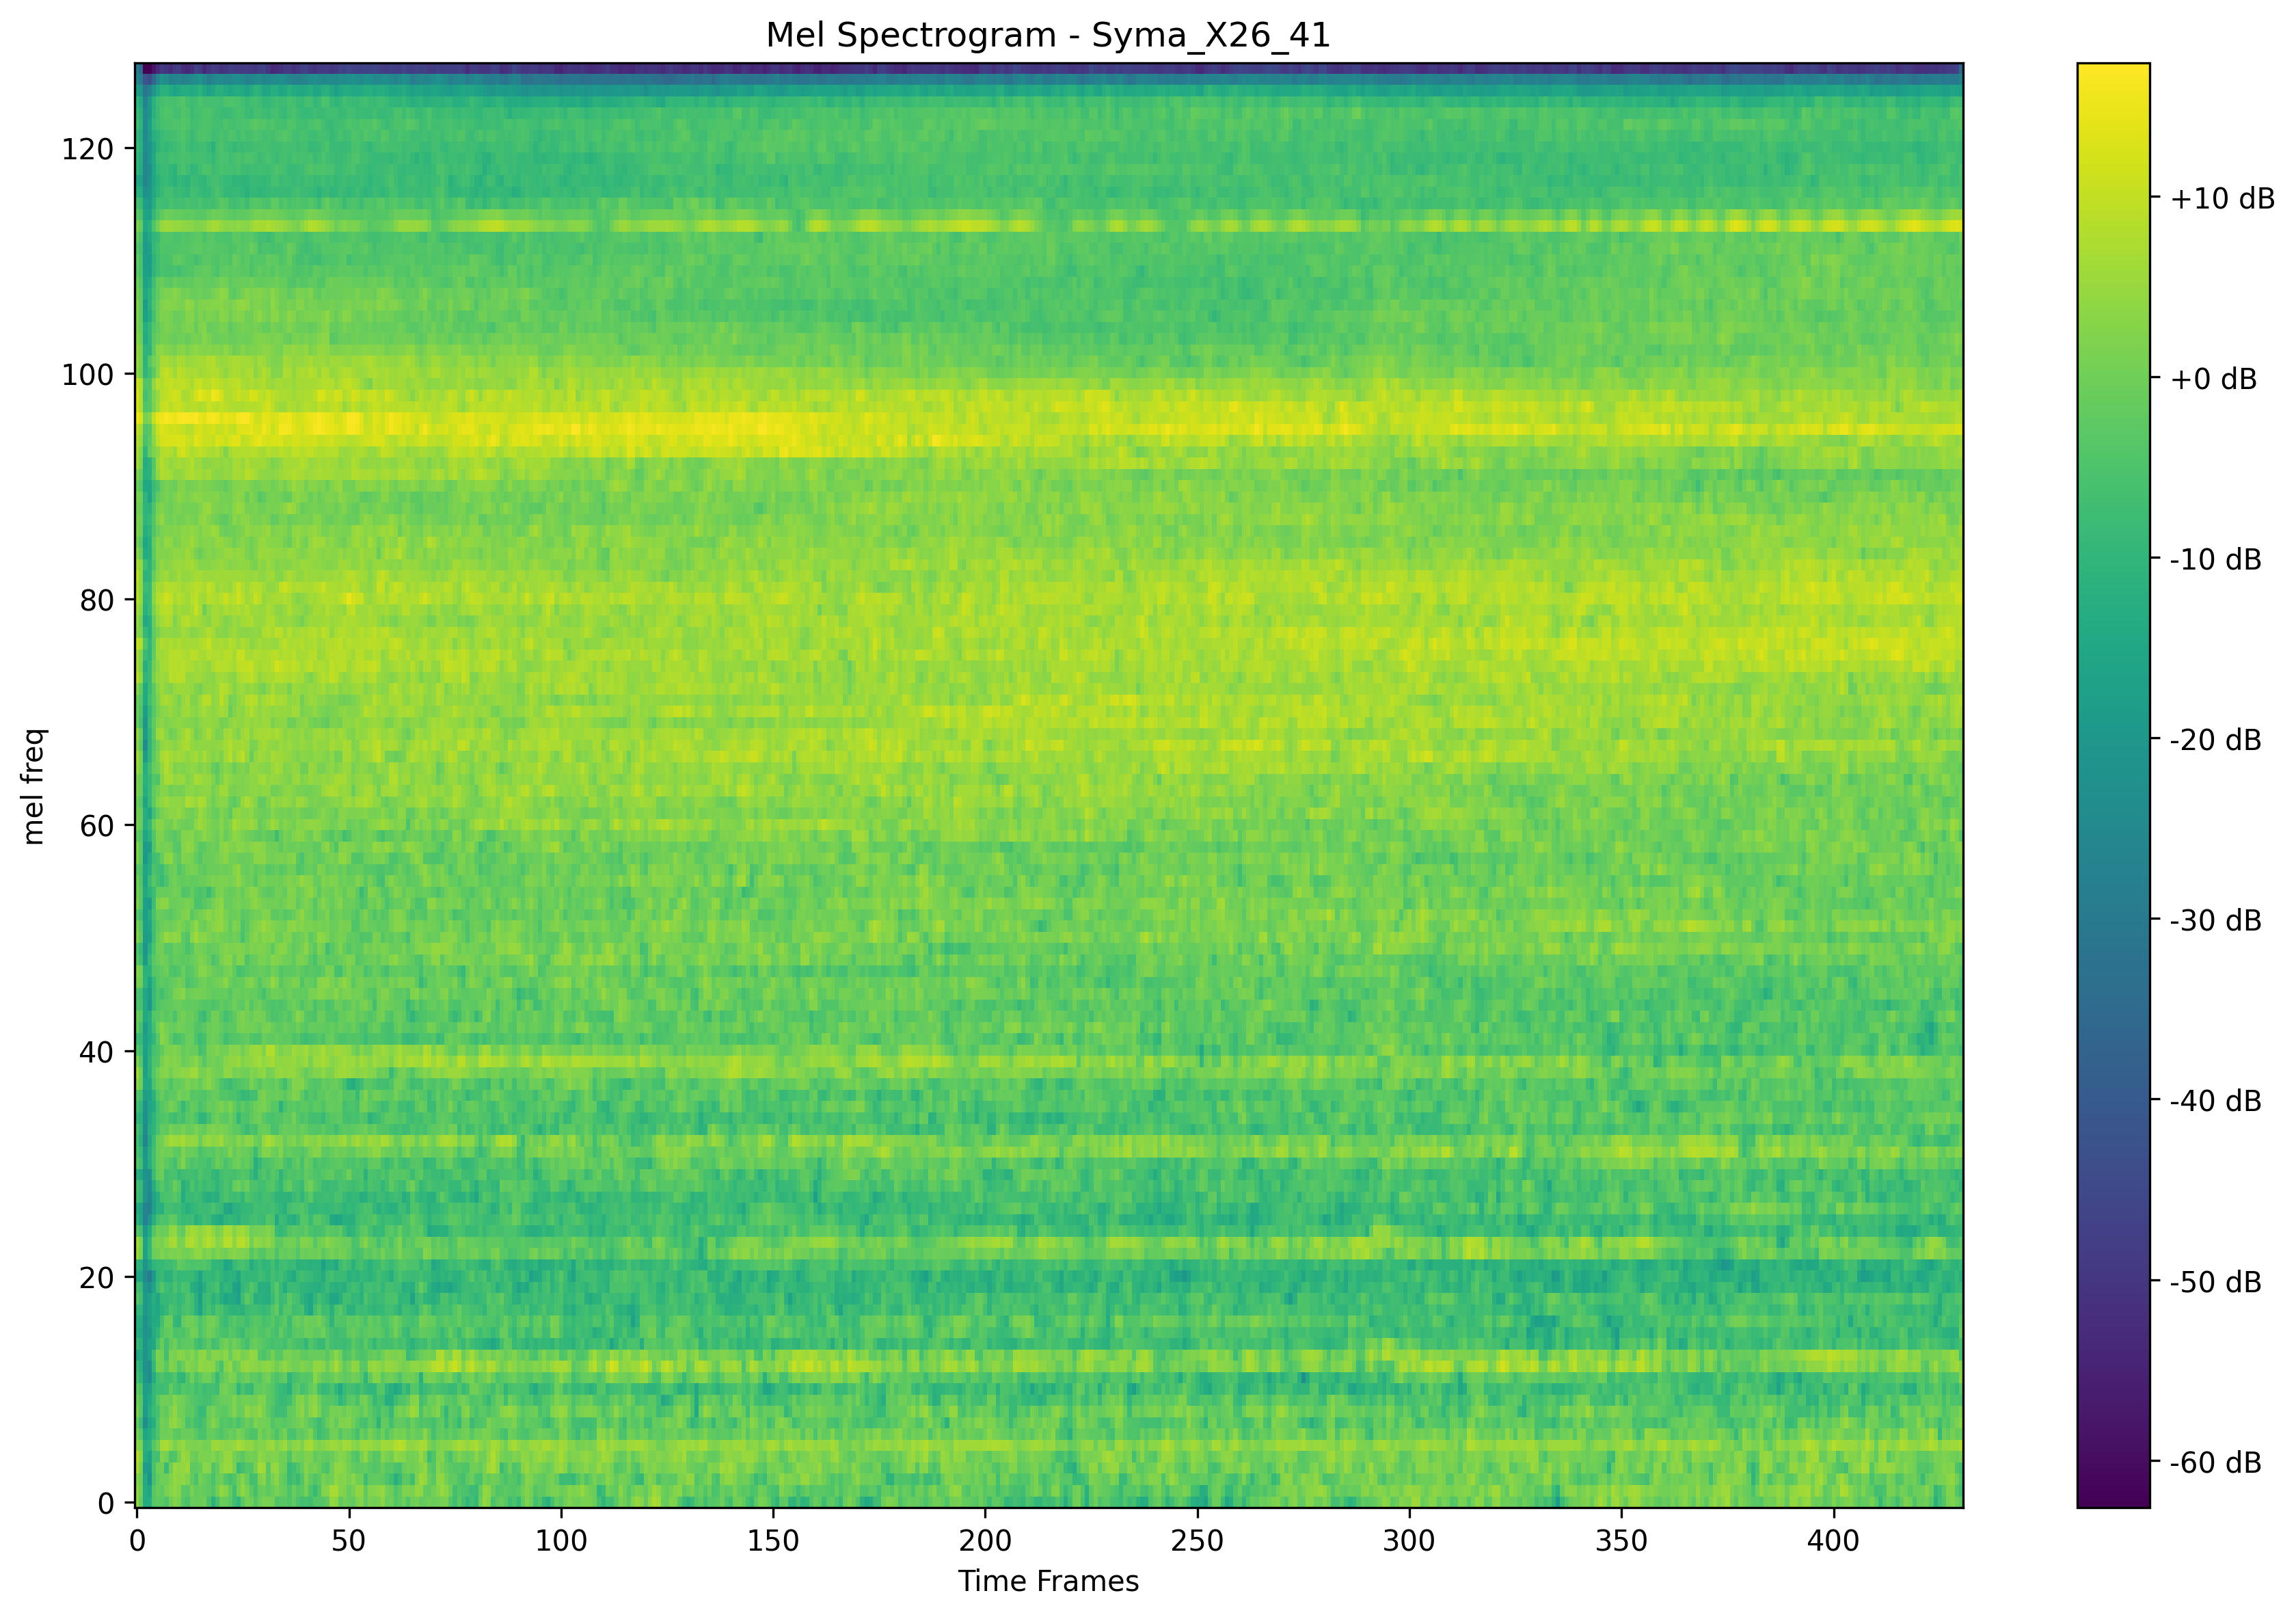 Mel Spectrogram - Syma_X26_41
mel freq
120
100
80
60
40
20
0
0 50 100 150 200 250 300 350 400
Time Frames
+10 dB
+0 dB
-10 dB
-20 dB
-30 dB
-40 dB
-50 dB
-60 dB